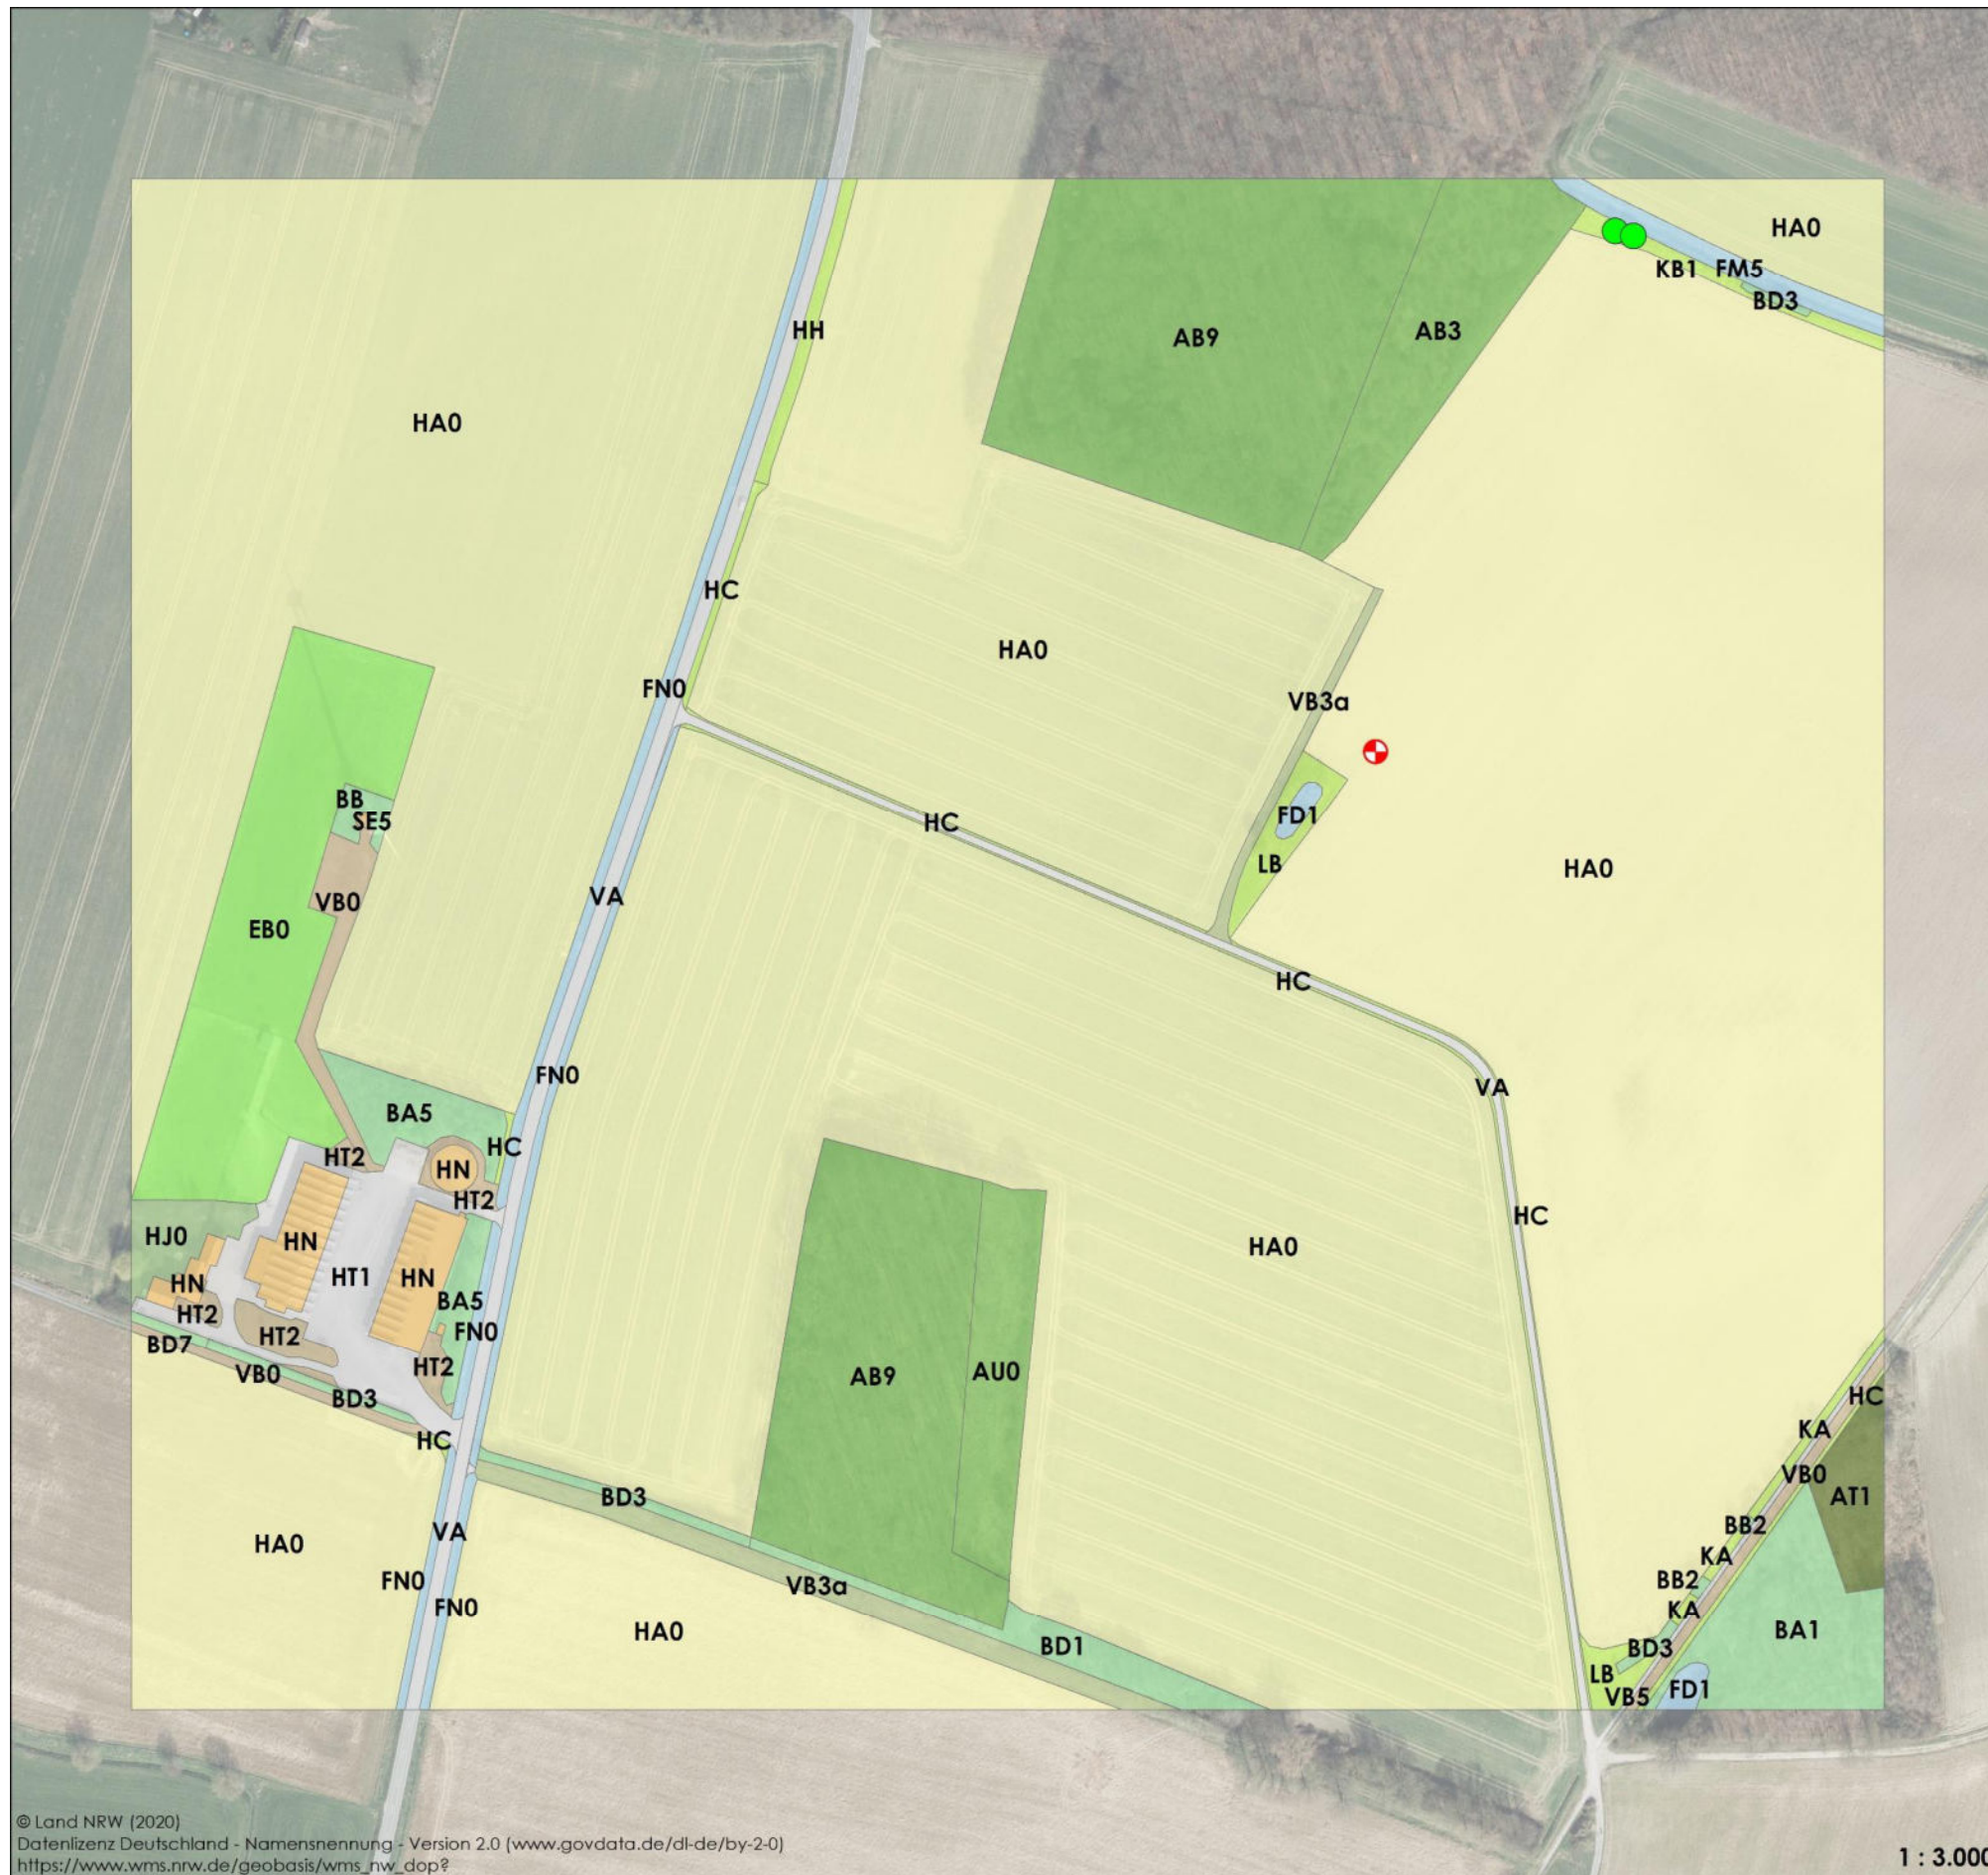 HA0
KB1 FM5
BD3
HH
AB9
AB3
HA0
HC
HA0
FN0
VB3a
BB
SE5
HC
FD1
LB
HA0
VA
VB0
EB0
HC
FN0
VA
BA5
HC
HT2
HN
HT2
HC
HJ0
HN
HA0
HN
HT1
HN
HT2
BA5
FN0
HT2
BD7
HT2
VB0
BD3
AB9
AU0
HC
KA
HC
VB0
AT1
BD3
BB2
HA0
VA
KA
FN0
VB3a
BB2
FN0
KA
HA0
BD1
BD3
BA1
LB
VB5
FD1
© Land NRW (2020)
Datenlizenz Deutschland - Namensnennung - Version 2.0 (www.govdata.de/dl-de/by-2-0)
https://www.wms.nrw.de/geobasis/wms_nw_dop?
1 : 3.000